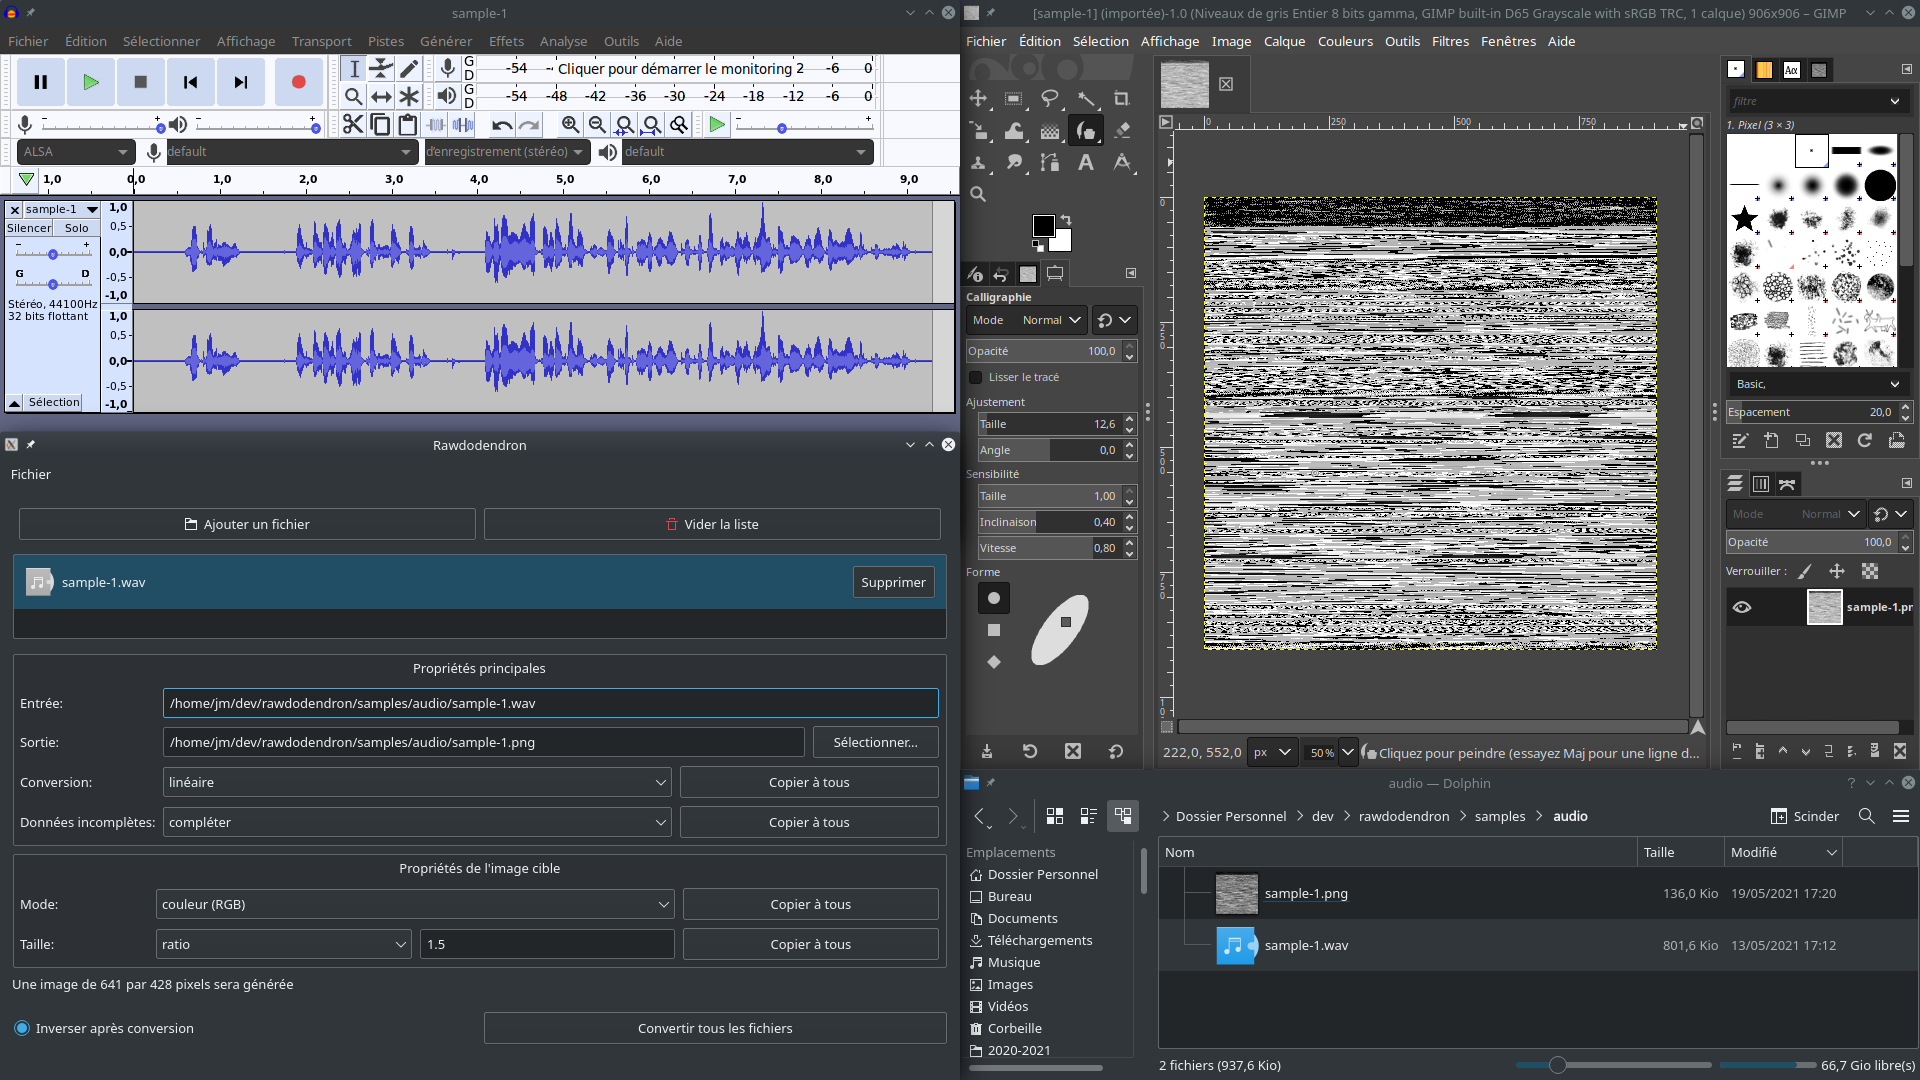 sample-1
Fichier Édition Sélectionner Affichage Transport Pistes Générer Effets Analyse Outils Aide
G
D
-54 Cliquer pour démarrer le monitoring 2 -6 0
G
D
-54 -48 -42 -36 -30 -24 -18 -12 -6 0
ALSA default d'enregistrement (stéréo) default
1,0 0,0 1,0 2,0 3,0 4,0 5,0 6,0 7,0 8,0 9,0
sample-1
Silencer Solo
G D
Stéréo, 44100Hz
32 bits flottant
Sélection
1,0
0,5
0,0
-0,5
-1,0
1,0
0,5
0,0
-0,5
-1,0
Rawdodendron
Fichier
Ajouter un fichier Vider la liste
sample-1.wav Supprimer
Propriétés principales
Entrée: /home/jm/dev/rawdodendron/samples/audio/sample-1.wav
Sortie: /home/jm/dev/rawdodendron/samples/audio/sample-1.png Sélectionner...
Conversion: linéaire Copier à tous
Données incomplètes: compléter Copier à tous
Propriétés de l'image cible
Mode: couleur (RGB) Copier à tous
Taille: ratio 1.5 Copier à tous
Une image de 641 par 428 pixels sera générée
Inverser après conversion Convertir tous les fichiers
[sample-1] (importée)-1.0 (Niveaux de gris Entier 8 bits gamma, GIMP built-in D65 Grayscale with sRGB TRC, 1 calque) 906x906 – GIMP
Fichier Édition Sélection Affichage Image Calque Couleurs Outils Filtres Fenêtres Aide
Calligraphie
Mode Normal
Opacité 100,0
Lisser le tracé
Ajustement
Taille 12,6
Angle 0,0
Sensibilité
Taille 1,00
Inclinaison 0,40
Vitesse 0,80
Forme
0 250 500 750
0
250
500
750
10
222,0, 552,0 px 50 % Cliquez pour peindre (essayez Maj pour une ligne d...
Aα
filtre
1. Pixel (3 × 3)
Basic,
Espacement 20,0
Mode Normal
Opacité 100,0
Verrouiller :
sample-1.pr
audio — Dolphin
Dossier Personnel dev rawdodendron samples audio Scinder
Emplacements
Dossier Personnel
Bureau
Documents
Téléchargements
Musique
Images
Vidéos
Corbeille
2020-2021
Nom Taille Modifié
sample-1.png 136,0 Kio 19/05/2021 17:20
sample-1.wav 801,6 Kio 13/05/2021 17:12
2 fichiers (937,6 Kio) 66,7 Gio libre(s)